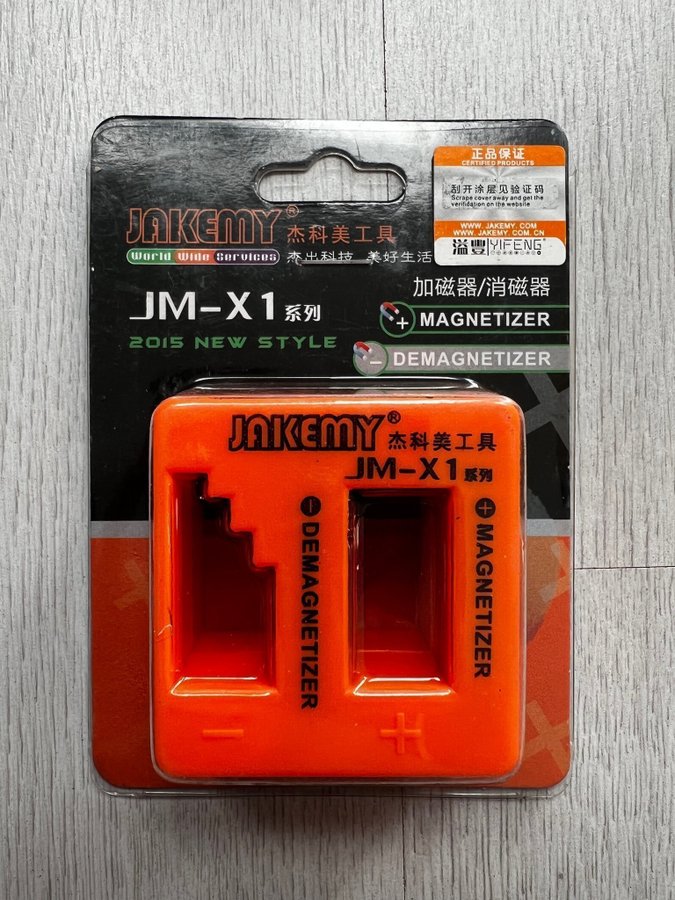 正品保证
CERTIFIED PRODUCTS
刮开涂层见验证码
Scrape cover away and get the
verifidation on the website
WWW.JAKEMY.COM
WWW.JAKEMY.COM.CN
溢豐 YIFENG
JAKEMY® 杰科美工具
World Wide Services 杰出科技 美好生活
加磁器/消磁器
JM-X1系列
+ MAGNETIZER
2015 NEW STYLE
- DEMAGNETIZER
JAKEMY® 杰科美工具
JM-X1系列
- DEMAGNETIZER
+ MAGNETIZER
- +